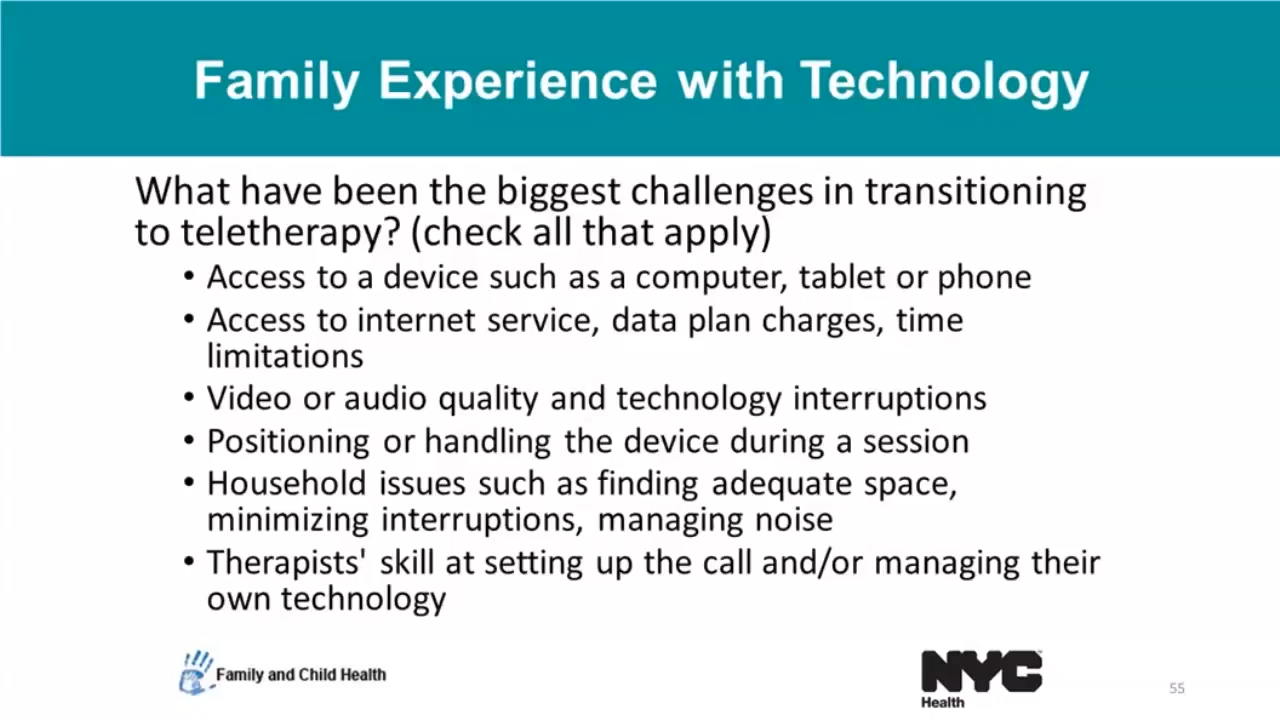 Family Experience with Technology
What have been the biggest challenges in transitioning
to teletherapy? (check all that apply)
• Access to a device such as a computer, tablet or phone
• Access to internet service, data plan charges, time
limitations
• Video or audio quality and technology interruptions
• Positioning or handling the device during a session
• Household issues such as finding adequate space,
minimizing interruptions, managing noise
• Therapists' skill at setting up the call and/or managing their
own technology
Family and Child Health
NYC
Health
55